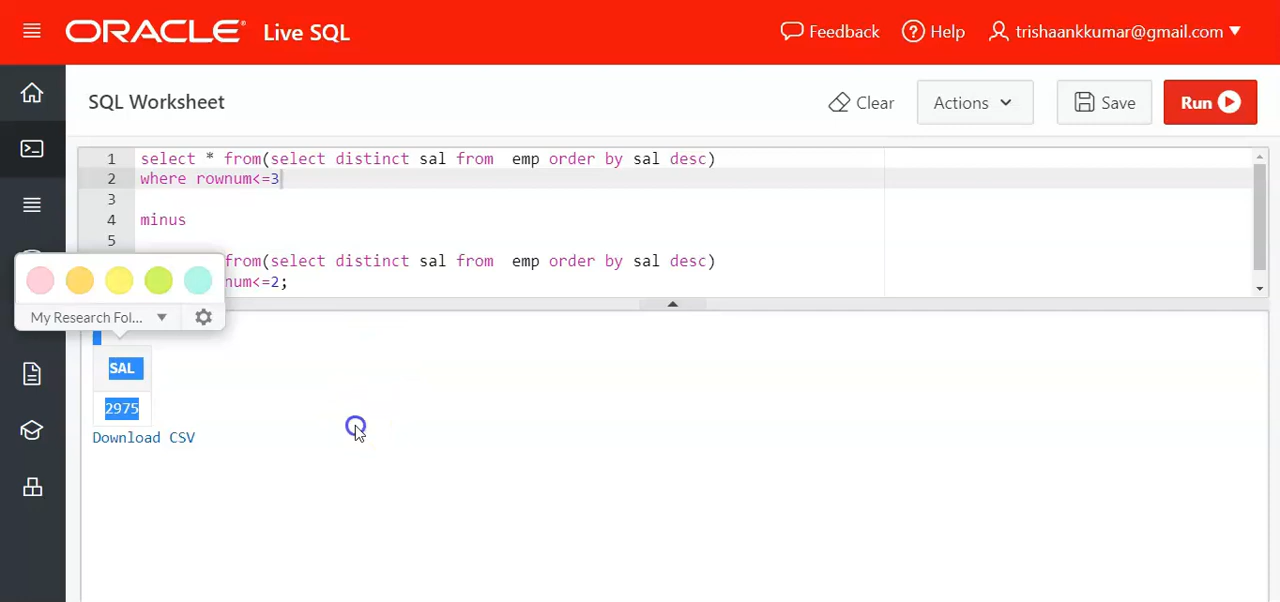 ORACLE® Live SQL
Feedback
Help
trishaankkumar@gmail.com
SQL Worksheet
Clear
Actions
Save
Run
1 select * from(select distinct sal from emp order by sal desc)
2 where rownum<=3
3
4 minus
5
from(select distinct sal from emp order by sal desc)
num<=2;
My Research Fol...
SAL
2975
Download CSV